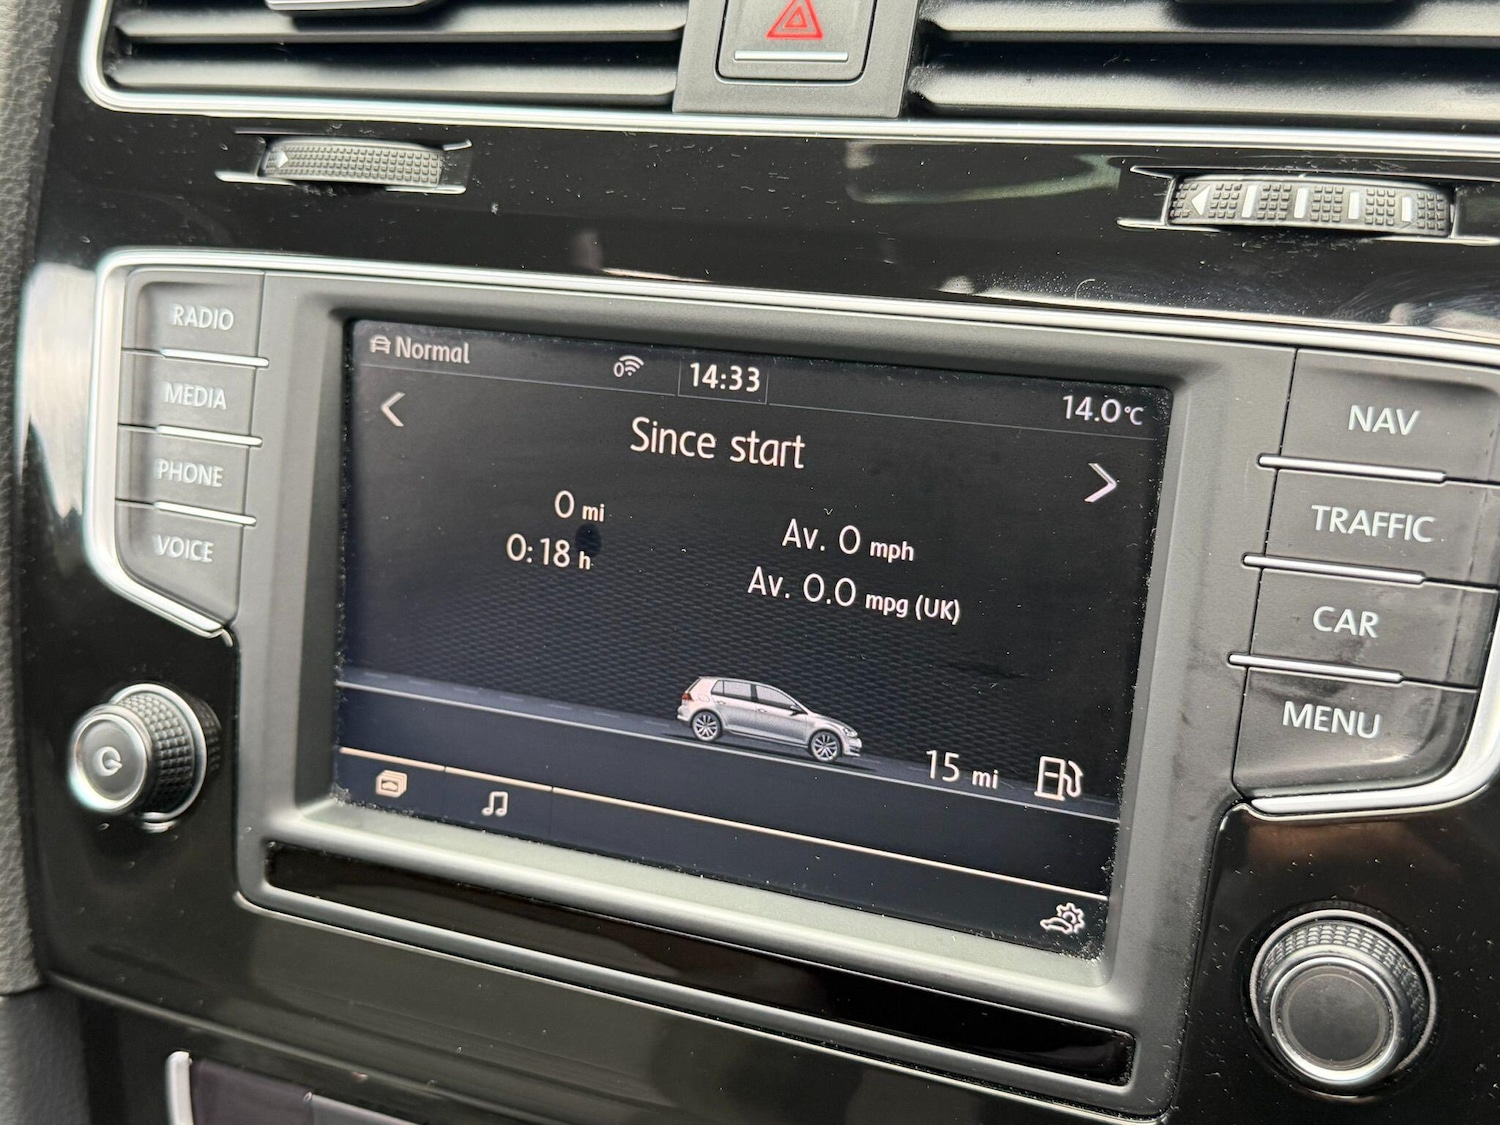 RADIO
MEDIA
PHONE
VOICE
Normal
14:33
14.0°C
Since start
0 mi
0:18 h
Av. 0 mph
Av. 0.0 mpg (UK)
15 mi
NAV
TRAFFIC
CAR
MENU